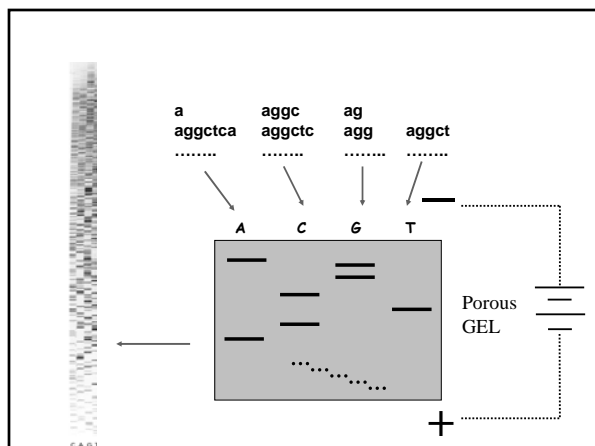 a aggc ag
aggctca aggctc agg aggct
…….. …….. …….. ……..
A C G T
Porous
GEL